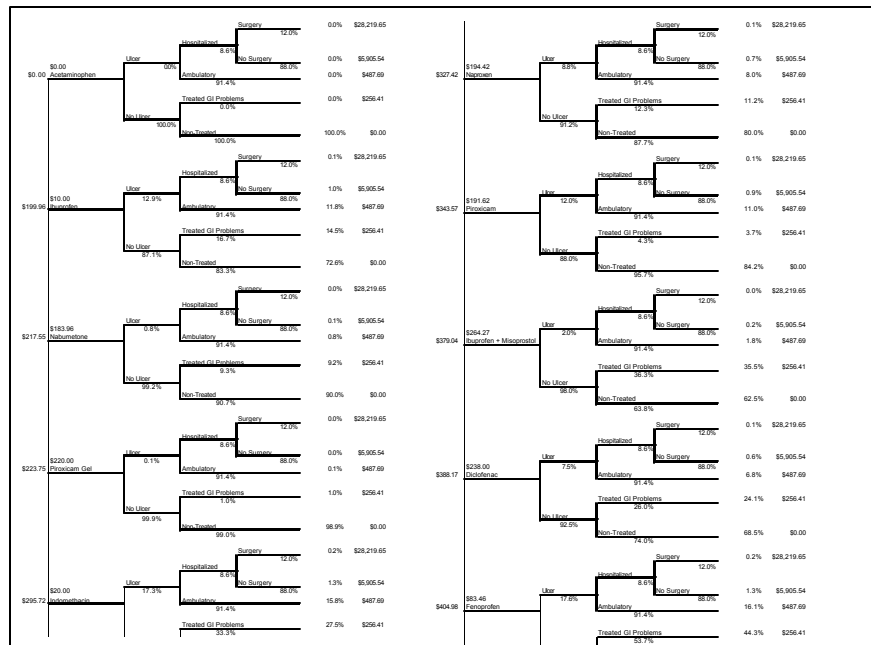 Surgery 0.0% $28,219.65
12.0%
Hospitalized
8.6%
$0.00 Ulcer No Surgery 0.0% $5,905.54
0.0% 88.0%
$0.00 Acetaminophen Ambulatory 0.0% $487.69
91.4%
Treated GI Problems 0.0% $256.41
0.0%
No Ulcer
100.0%
Non-Treated 100.0% $0.00
100.0%
Surgery 0.1% $28,219.65
12.0%
Hospitalized
8.6%
$10.00 Ulcer No Surgery 1.0% $5,905.54
12.9% 88.0%
$199.96 Ibuprofen Ambulatory 11.8% $487.69
91.4%
Treated GI Problems 14.5% $256.41
16.7%
No Ulcer
87.1%
Non-Treated 72.6% $0.00
83.3%
Surgery 0.0% $28,219.65
12.0%
Hospitalized
8.6%
$183.96 Ulcer No Surgery 0.1% $5,905.54
0.8% 88.0%
$217.55 Nabumetone Ambulatory 0.8% $487.69
91.4%
Treated GI Problems 9.2% $256.41
9.3%
No Ulcer
99.2%
Non-Treated 90.0% $0.00
90.7%
Surgery 0.0% $28,219.65
12.0%
Hospitalized
8.6%
$220.00 Ulcer No Surgery 0.0% $5,905.54
0.1% 88.0%
$223.75 Piroxicam Gel Ambulatory 0.1% $487.69
91.4%
Treated GI Problems 1.0% $256.41
1.0%
No Ulcer
99.9%
Non-Treated 98.9% $0.00
99.0%
Surgery 0.2% $28,219.65
12.0%
Hospitalized
8.6%
$20.00 Ulcer No Surgery 1.3% $5,905.54
17.3% 88.0%
$295.72 Indomethacin Ambulatory 15.8% $487.69
91.4%
Treated GI Problems 27.5% $256.41
33.3%
Surgery 0.1% $28,219.65
12.0%
Hospitalized
8.6%
$194.42 Ulcer No Surgery 0.7% $5,905.54
8.8% 88.0%
$327.42 Naproxen Ambulatory 8.0% $487.69
91.4%
Treated GI Problems 11.2% $256.41
12.3%
No Ulcer
91.2%
Non-Treated 80.0% $0.00
87.7%
Surgery 0.1% $28,219.65
12.0%
Hospitalized
8.6%
$191.62 Ulcer No Surgery 0.9% $5,905.54
12.0% 88.0%
$343.57 Piroxicam Ambulatory 11.0% $487.69
91.4%
Treated GI Problems 3.7% $256.41
4.3%
No Ulcer
88.0%
Non-Treated 84.2% $0.00
95.7%
Surgery 0.0% $28,219.65
12.0%
Hospitalized
8.6%
$264.27 Ulcer No Surgery 0.2% $5,905.54
2.0% 88.0%
$379.04 Ibuprofen + Misoprostol Ambulatory 1.8% $487.69
91.4%
Treated GI Problems 35.5% $256.41
36.3%
No Ulcer
98.0%
Non-Treated 62.5% $0.00
63.8%
Surgery 0.1% $28,219.65
12.0%
Hospitalized
8.6%
$238.00 Ulcer No Surgery 0.6% $5,905.54
7.5% 88.0%
$388.17 Diclofenac Ambulatory 6.8% $487.69
91.4%
Treated GI Problems 24.1% $256.41
26.0%
No Ulcer
92.5%
Non-Treated 68.5% $0.00
74.0%
Surgery 0.2% $28,219.65
12.0%
Hospitalized
8.6%
$83.46 Ulcer No Surgery 1.3% $5,905.54
17.6% 88.0%
$404.98 Fenoprofen Ambulatory 16.1% $487.69
91.4%
Treated GI Problems 44.3% $256.41
53.7%